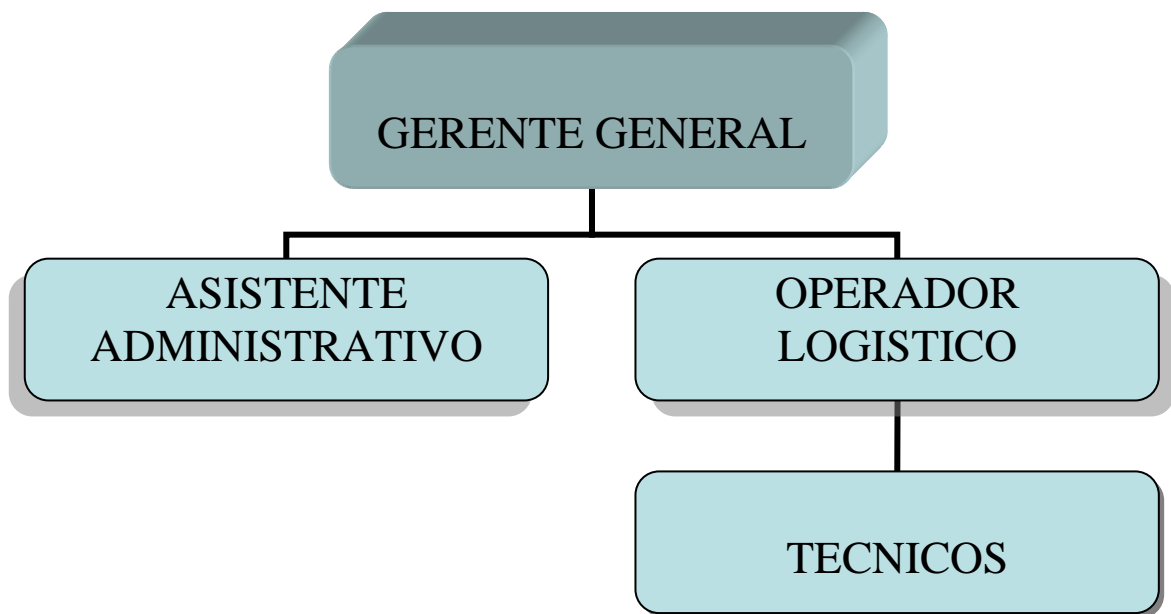 GERENTE GENERAL
ASISTENTE
ADMINISTRATIVO
OPERADOR
LOGISTICO
TECNICOS